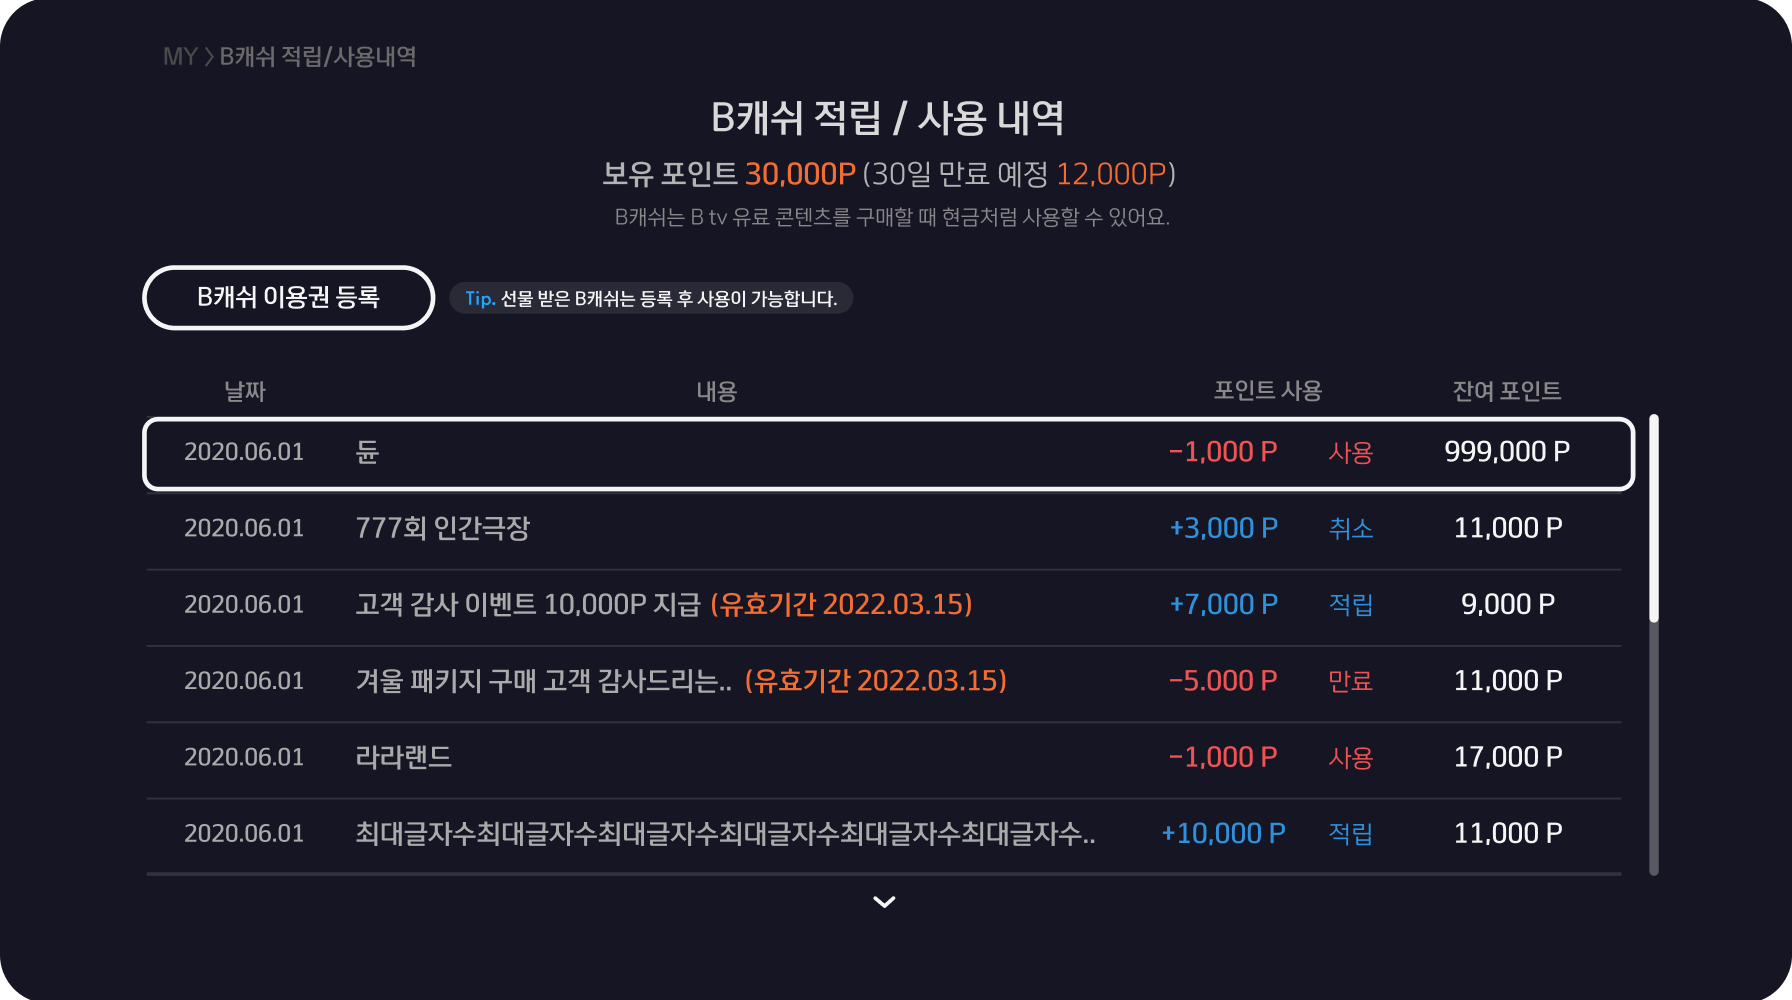 MY > B캐쉬 적립/사용내역
B캐쉬 적립 / 사용 내역
보유 포인트 30,000P (30일 만료 예정 12,000P)
B캐쉬는 B tv 유료 콘텐츠를 구매할 때 현금처럼 사용할 수 있어요.
B캐쉬 이용권 등록 Tip. 선물 받은 B캐쉬는 등록 후 사용이 가능합니다.
날짜 내용 포인트 사용 잔여 포인트
2020.06.01 듄 -1,000 P 사용 999,000 P
2020.06.01 777회 인간극장 +3,000 P 취소 11,000 P
2020.06.01 고객 감사 이벤트 10,000P 지급 (유효기간 2022.03.15) +7,000 P 적립 9,000 P
2020.06.01 겨울 패키지 구매 고객 감사드리는.. (유효기간 2022.03.15) -5.000 P 만료 11,000 P
2020.06.01 라라랜드 -1,000 P 사용 17,000 P
2020.06.01 최대글자수최대글자수최대글자수최대글자수최대글자수최대글자수.. +10,000 P 적립 11,000 P